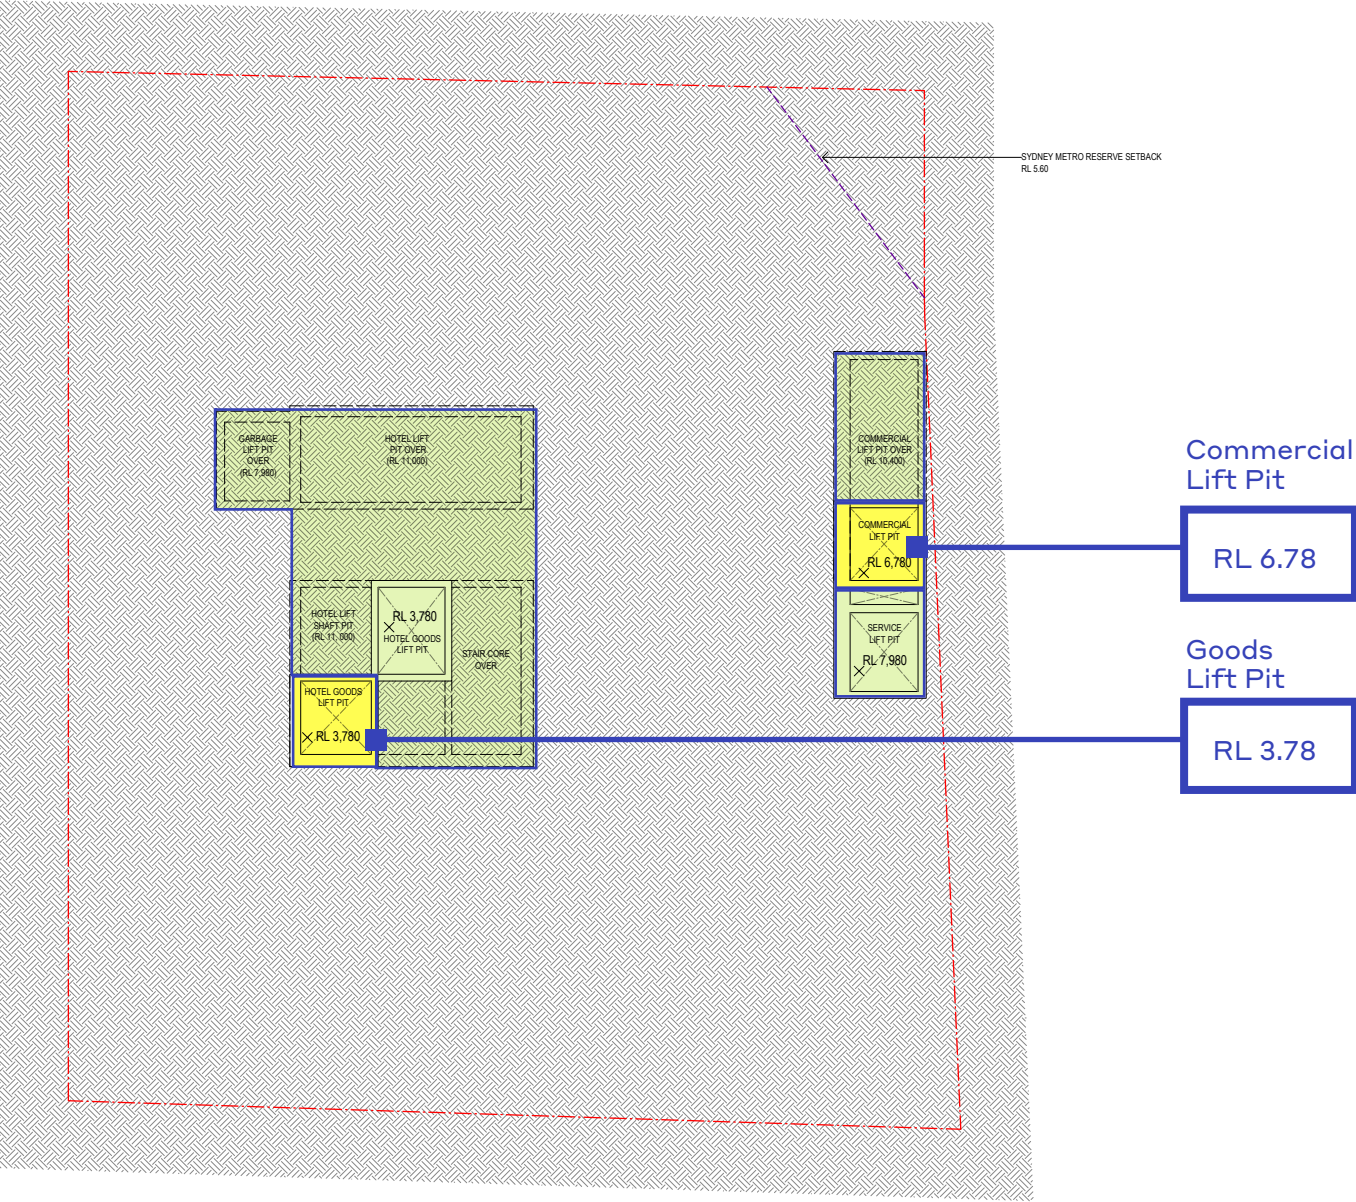 SYDNEY METRO RESERVE SETBACK
RL 5.60
GARBAGE
LIFT PIT
OVER
(RL 7,980)
HOTEL LIFT
PIT OVER
(RL 11,000)
COMMERCIAL
LIFT PIT OVER
(RL 10,400)
Commercial
Lift Pit
RL 6.78
COMMERCIAL
LIFT PIT
RL 6,780
HOTEL LIFT
SHAFT PIT
(RL 11, 000)
RL 3,780
HOTEL GOODS
LIFT PIT
STAIR CORE
OVER
SERVICE
LIFT PIT
RL 7,980
Goods
Lift Pit
RL 3.78
HOTEL GOODS
LIFT PIT
RL 3,780